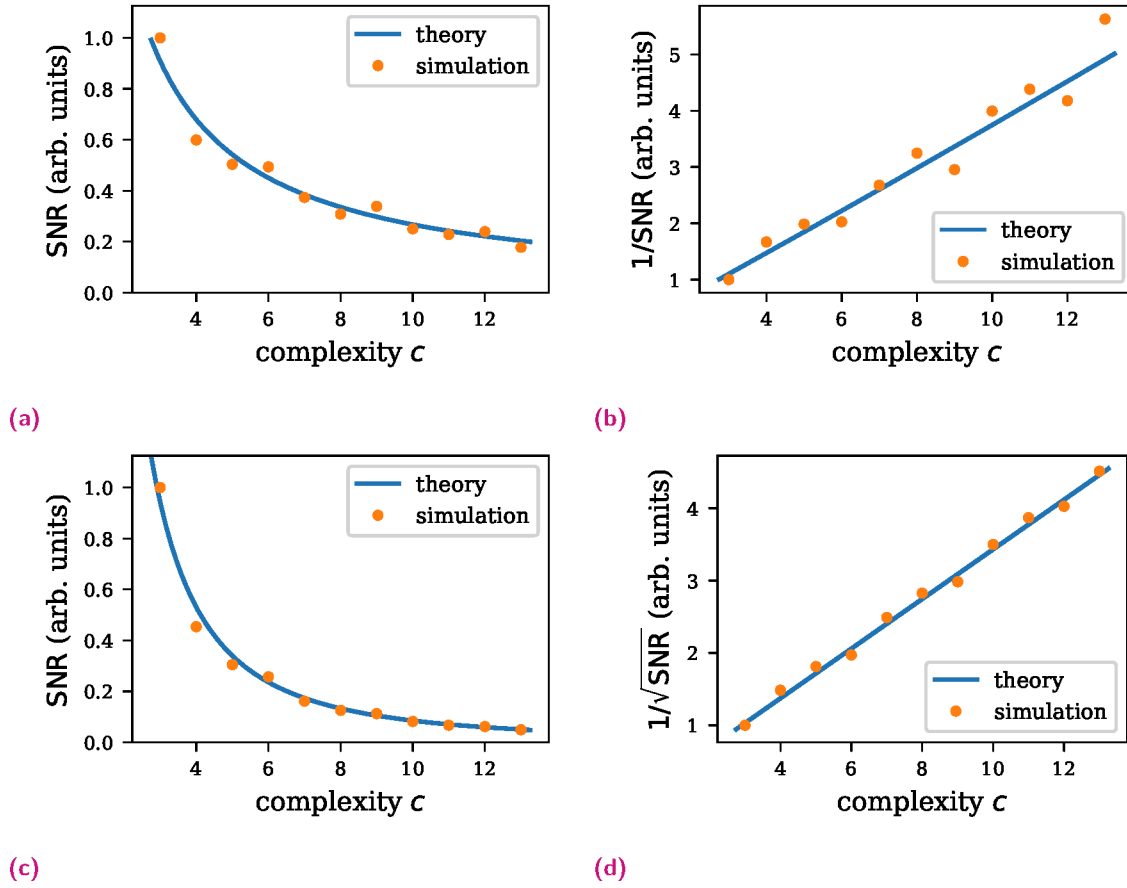 1.0
0.8
0.6
0.4
0.2
0.0
SNR (arb. units)
theory
simulation
4 6 8 10 12
complexity c
(a)
5
4
3
2
1
1/SNR (arb. units)
theory
simulation
4 6 8 10 12
complexity c
(b)
1.0
0.8
0.6
0.4
0.2
0.0
SNR (arb. units)
theory
simulation
4 6 8 10 12
complexity c
(c)
4
3
2
1
1/√SNR (arb. units)
theory
simulation
4 6 8 10 12
complexity c
(d)